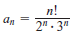 aₙ = n! / (2ⁿ · 3ⁿ)